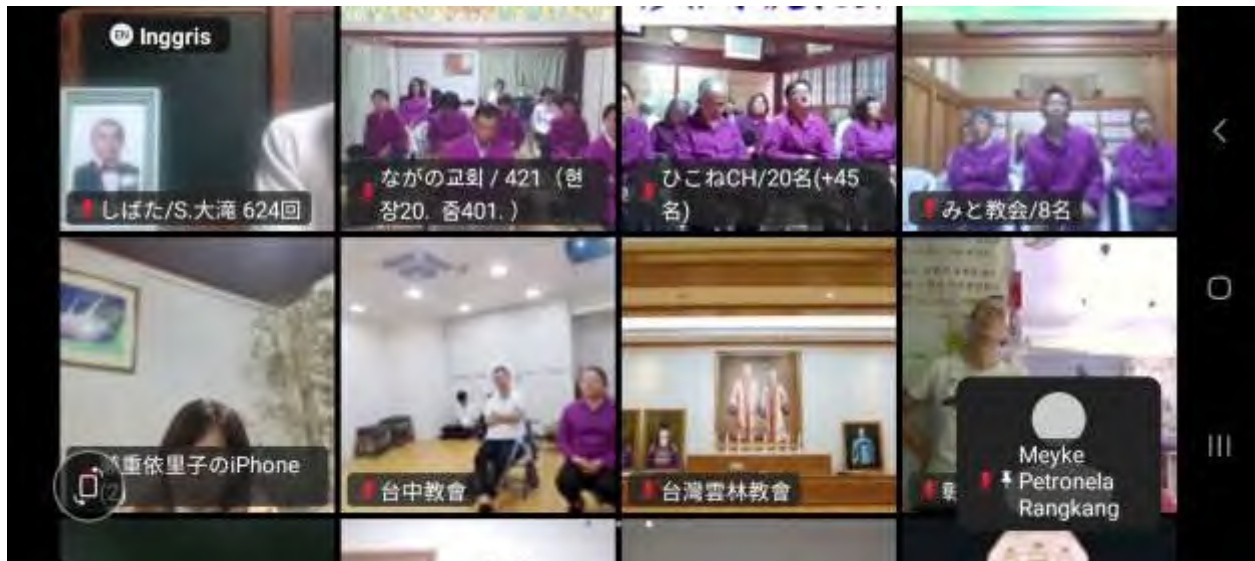 EN Inggris
しばた/S.大滝 624回
ながの교회 / 421（현
장20.  줌401. ）
ひこねCH/20名(+45
名)
みと教会/8名
重依里子のiPhone
(2)
台中教會
台灣雲林教會
Meyke
Petronela
Rangkang